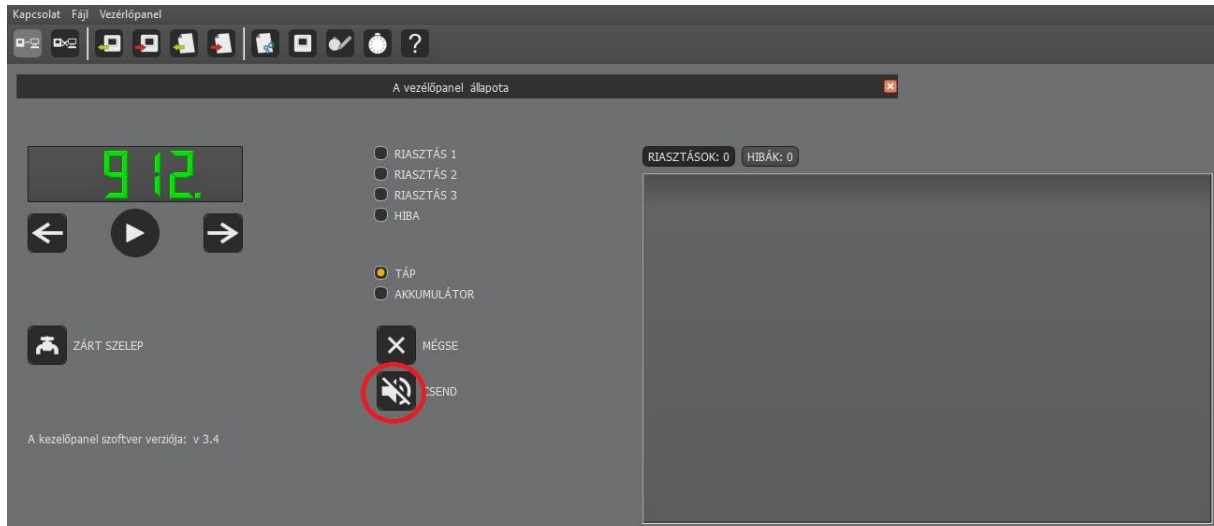 Kapcsolat Fájl Vezérlőpanel
?
A vezélőpanel állapota
912.
RIASZTÁS 1
RIASZTÁS 2
RIASZTÁS 3
HIBA
TÁP
AKKUMULÁTOR
ZÁRT SZELEP
MÉGSE
CSEND
A kezelőpanel szoftver verziója: v 3.4
RIASZTÁSOK: 0 HIBÁK: 0